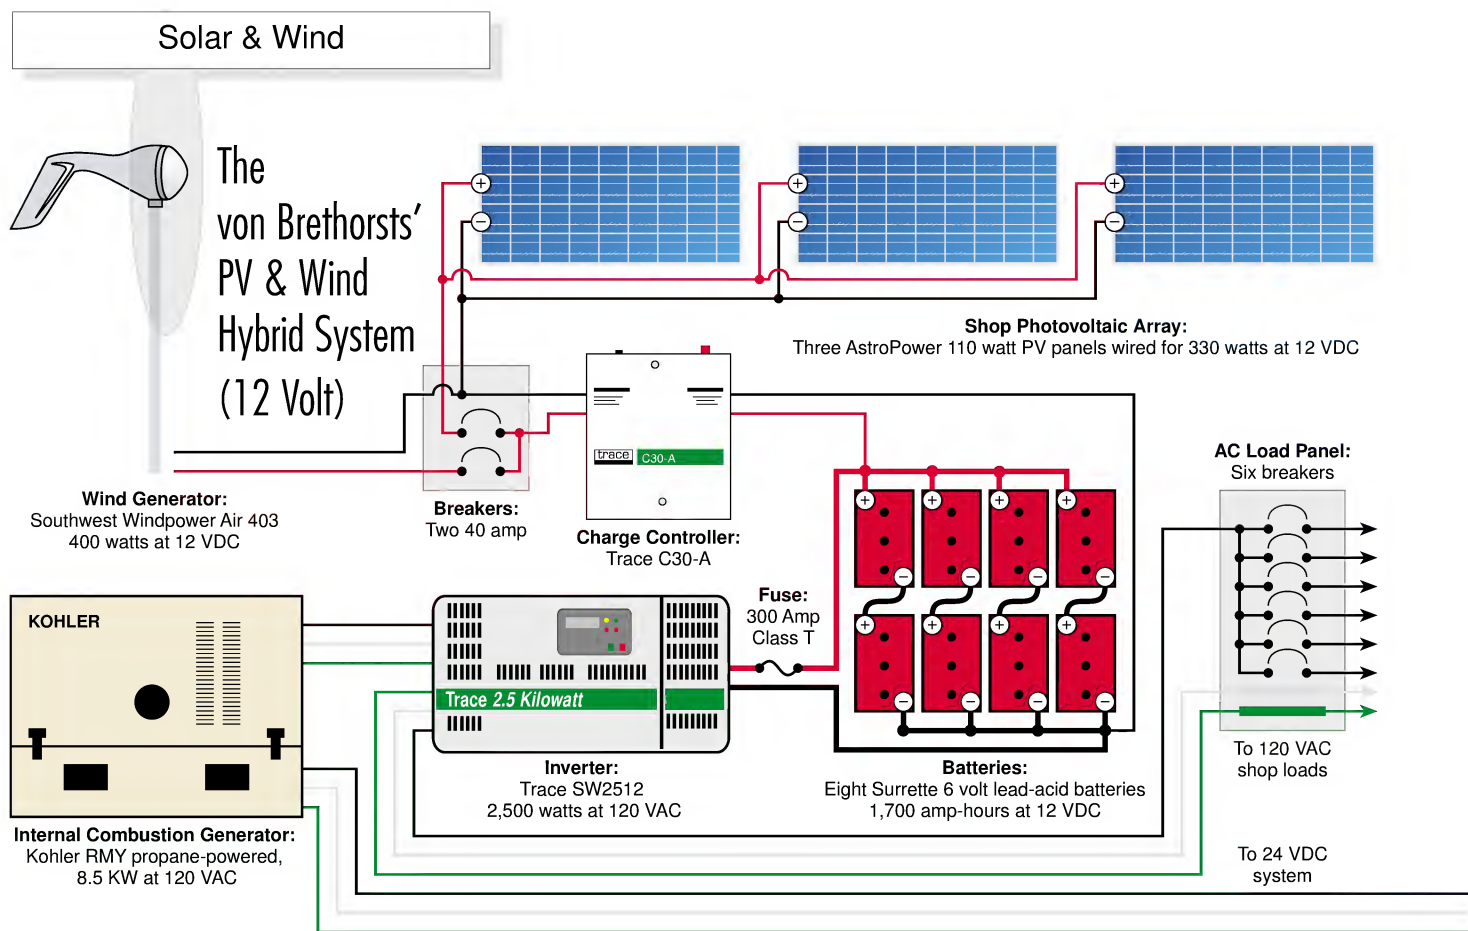 Solar & Wind
The
von Brethorsts’
PV & Wind
Hybrid System
(12 Volt)
+
+
+
−
−
−
Shop Photovoltaic Array:
Three AstroPower 110 watt PV panels wired for 330 watts at 12 VDC
trace
C30-A
Wind Generator:
Southwest Windpower Air 403
400 watts at 12 VDC
Breakers:
Two 40 amp
Charge Controller:
Trace C30-A
AC Load Panel:
Six breakers
+
+
+
+
−
−
−
−
Fuse:
300 Amp
Class T
+
+
+
+
−
−
−
−
KOHLER
Trace 2.5 Kilowatt
Inverter:
Trace SW2512
2,500 watts at 120 VAC
Batteries:
Eight Surrette 6 volt lead-acid batteries
1,700 amp-hours at 12 VDC
To 120 VAC
shop loads
Internal Combustion Generator:
Kohler RMY propane-powered,
8.5 KW at 120 VAC
To 24 VDC
system